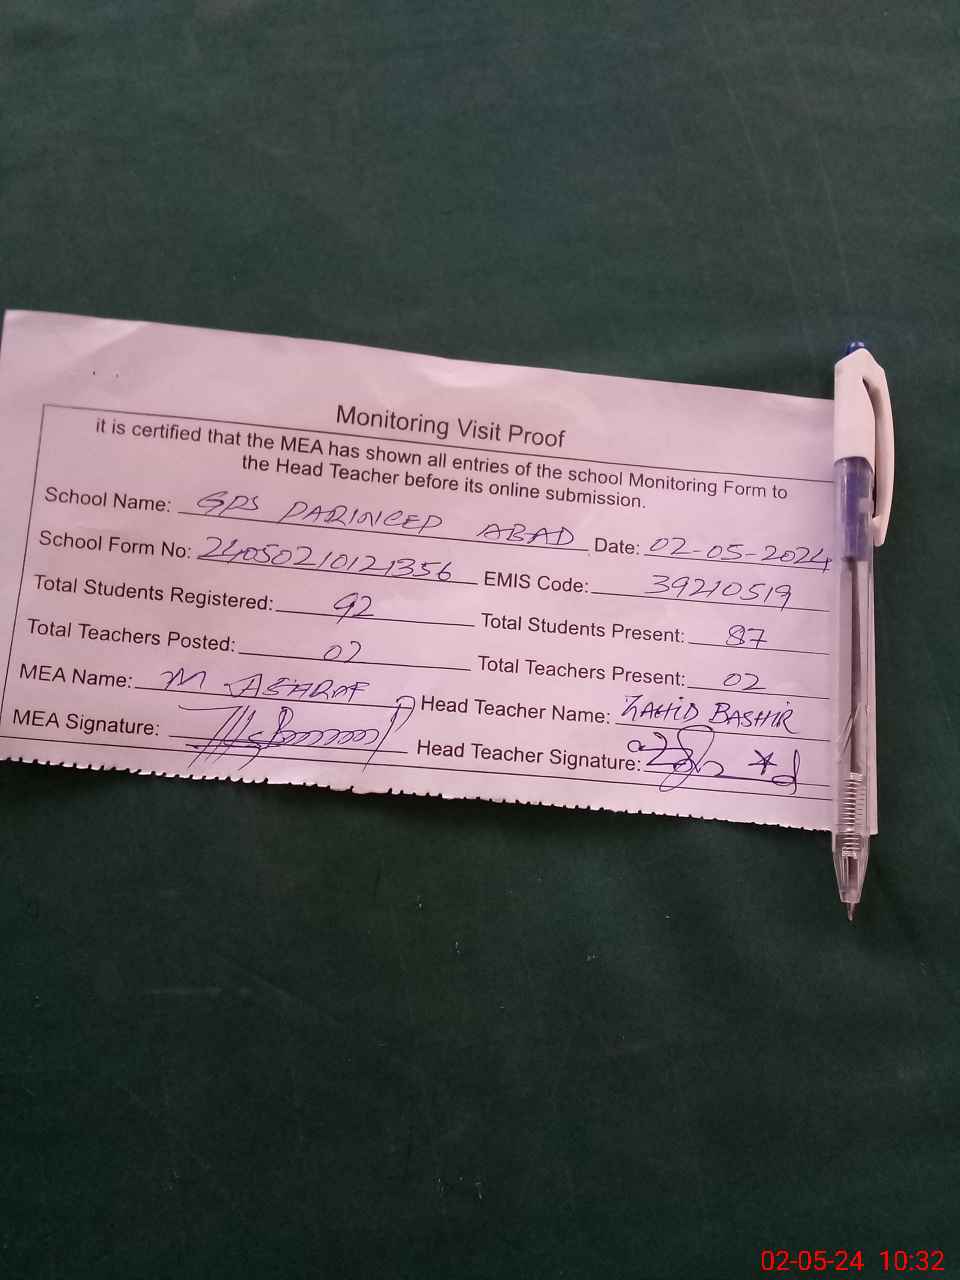 Monitoring Visit Proof
it is certified that the MEA has shown all entries of the school Monitoring Form to
the Head Teacher before its online submission.
School Name: GPS PARINCEP ABAD Date: 02-05-2024
School Form No: 24050210121356 EMIS Code: 39210519
Total Students Registered: 92 Total Students Present: 87
Total Teachers Posted: 02 Total Teachers Present: 02
MEA Name: M ASHRAF Head Teacher Name: ZAHID BASHIR
MEA Signature: Head Teacher Signature:
02-05-24 10:32